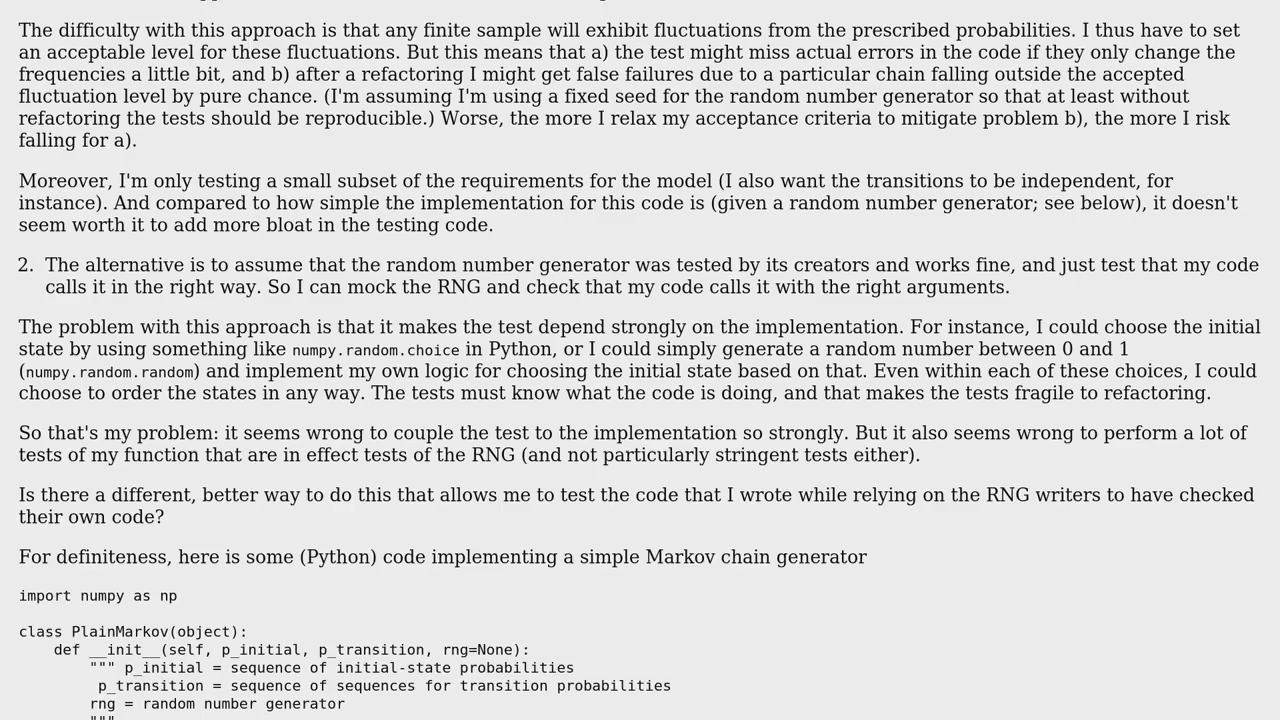 The difficulty with this approach is that any finite sample will exhibit fluctuations from the prescribed probabilities. I thus have to set
an acceptable level for these fluctuations. But this means that a) the test might miss actual errors in the code if they only change the
frequencies a little bit, and b) after a refactoring I might get false failures due to a particular chain falling outside the accepted
fluctuation level by pure chance. (I'm assuming I'm using a fixed seed for the random number generator so that at least without
refactoring the tests should be reproducible.) Worse, the more I relax my acceptance criteria to mitigate problem b), the more I risk
falling for a).
Moreover, I'm only testing a small subset of the requirements for the model (I also want the transitions to be independent, for
instance). And compared to how simple the implementation for this code is (given a random number generator; see below), it doesn't
seem worth it to add more bloat in the testing code.
2. The alternative is to assume that the random number generator was tested by its creators and works fine, and just test that my code
calls it in the right way. So I can mock the RNG and check that my code calls it with the right arguments.
The problem with this approach is that it makes the test depend strongly on the implementation. For instance, I could choose the initial
state by using something like numpy.random.choice in Python, or I could simply generate a random number between 0 and 1
(numpy.random.random) and implement my own logic for choosing the initial state based on that. Even within each of these choices, I could
choose to order the states in any way. The tests must know what the code is doing, and that makes the tests fragile to refactoring.
So that's my problem: it seems wrong to couple the test to the implementation so strongly. But it also seems wrong to perform a lot of
tests of my function that are in effect tests of the RNG (and not particularly stringent tests either).
Is there a different, better way to do this that allows me to test the code that I wrote while relying on the RNG writers to have checked
their own code?
For definiteness, here is some (Python) code implementing a simple Markov chain generator
import numpy as np
class PlainMarkov(object):
    def __init__(self, p_initial, p_transition, rng=None):
        """ p_initial = sequence of initial-state probabilities
         p_transition = sequence of sequences for transition probabilities
        rng = random number generator
        """